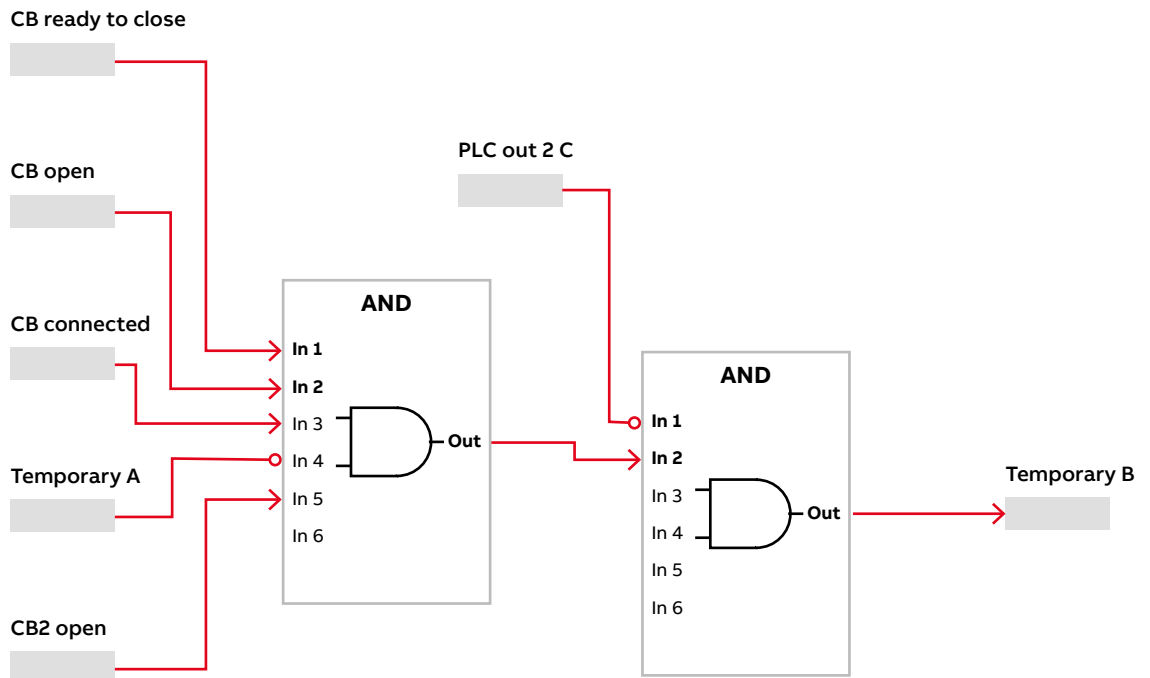 CB ready to close
CB open
CB connected
Temporary A
CB2 open
AND
In 1
In 2
In 3
In 4
In 5
In 6
Out
PLC out 2 C
AND
In 1
In 2
In 3
In 4
In 5
In 6
Out
Temporary B